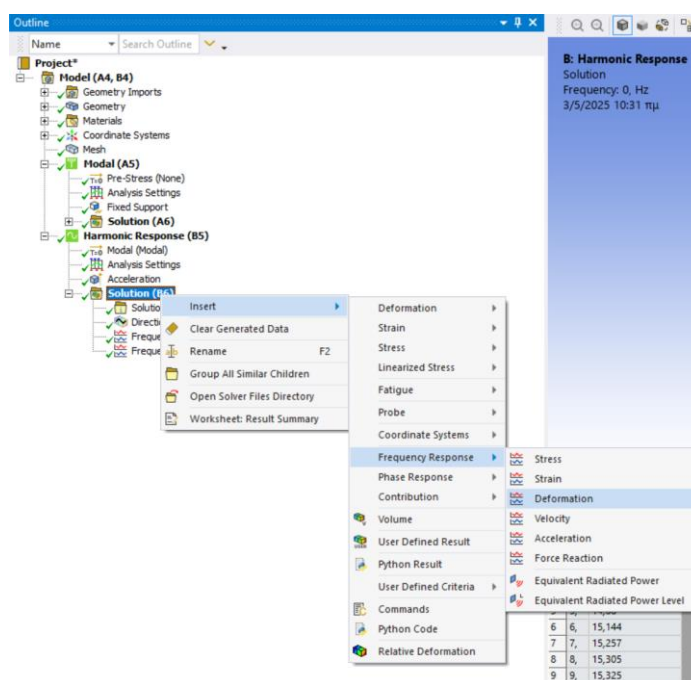 Outline
Name
Search Outline
Project*
Model (A4, B4)
Geometry Imports
Geometry
Materials
Coordinate Systems
Mesh
Modal (A5)
Pre-Stress (None)
Analysis Settings
Fixed Support
Solution (A6)
Harmonic Response (B5)
Modal (Modal)
Analysis Settings
Acceleration
Solution (B6)
Solutio
Directi
Freque
Freque
Insert
Clear Generated Data
Rename F2
Group All Similar Children
Open Solver Files Directory
Worksheet: Result Summary
Deformation
Strain
Stress
Linearized Stress
Fatigue
Probe
Coordinate Systems
Frequency Response
Phase Response
Contribution
Volume
User Defined Result
Python Result
User Defined Criteria
Commands
Python Code
Relative Deformation
Stress
Strain
Deformation
Velocity
Acceleration
Force Reaction
Equivalent Radiated Power
Equivalent Radiated Power Level
B: Harmonic Response
Solution
Frequency: 0, Hz
3/5/2025 10:31 πμ
6 6, 15,144
7 7, 15,257
8 8, 15,305
9 9, 15,325